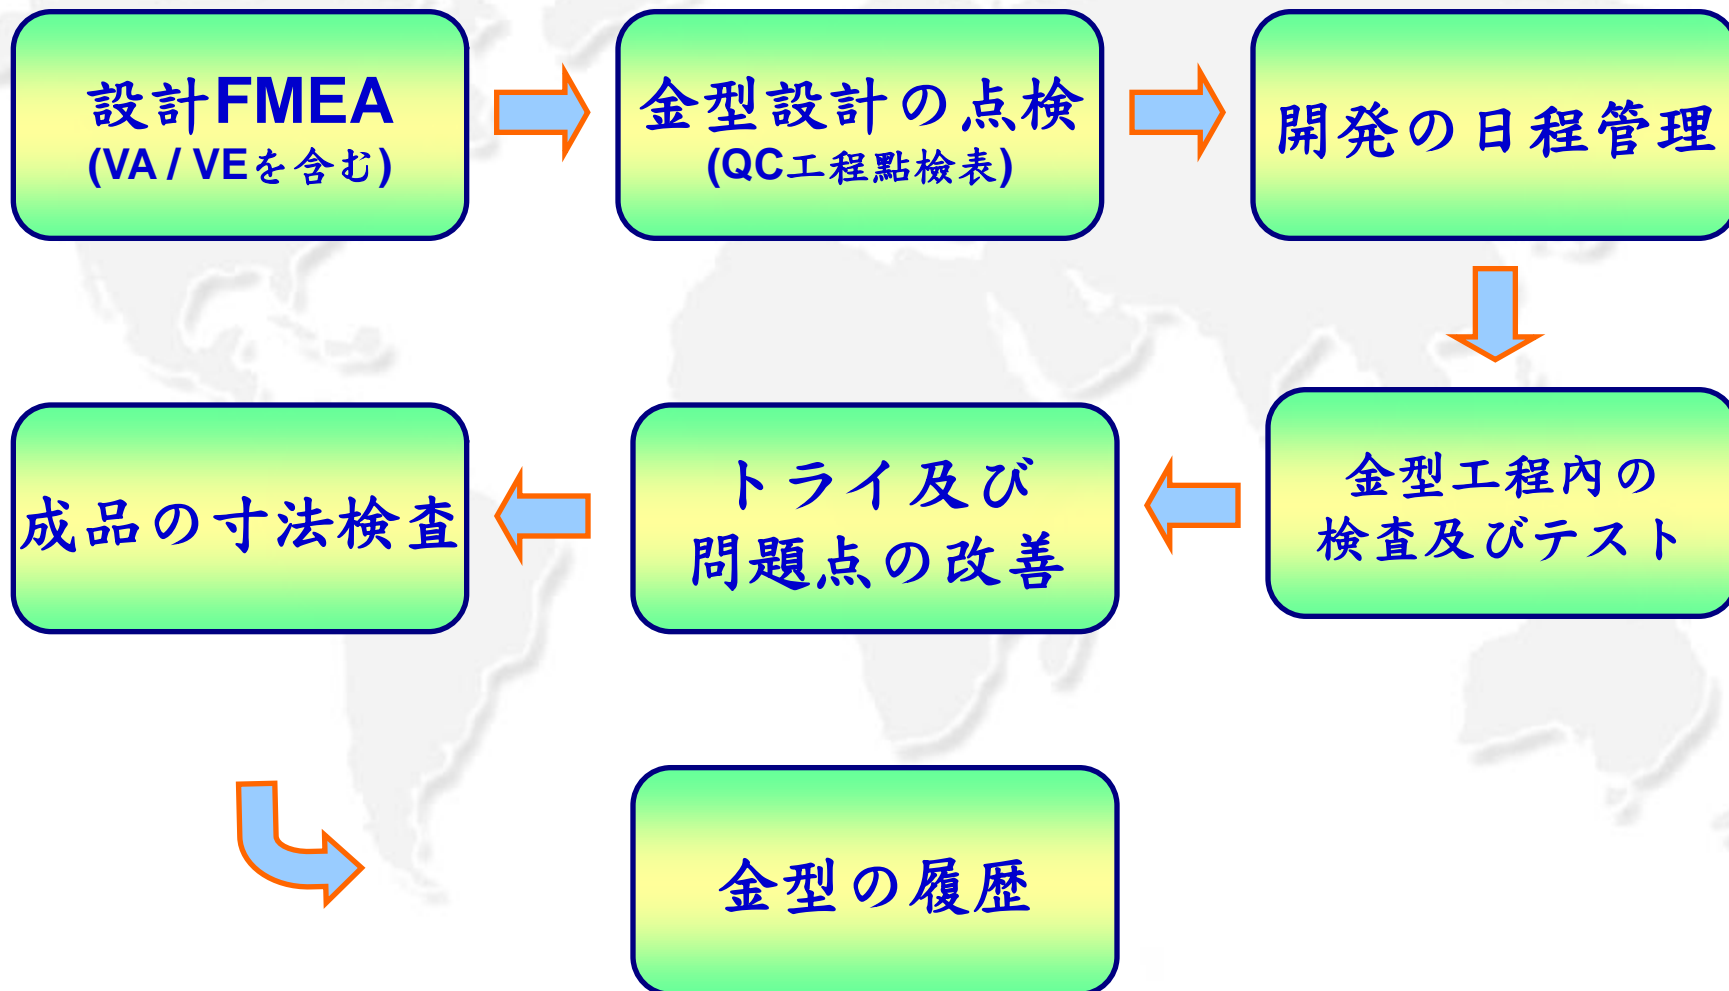 設計FMEA
(VA / VEを含む)
金型設計の点検
(QC工程點檢表)
開発の日程管理
金型工程内の
検査及びテスト
トライ及び
問題点の改善
成品の寸法検査
金型の履歴